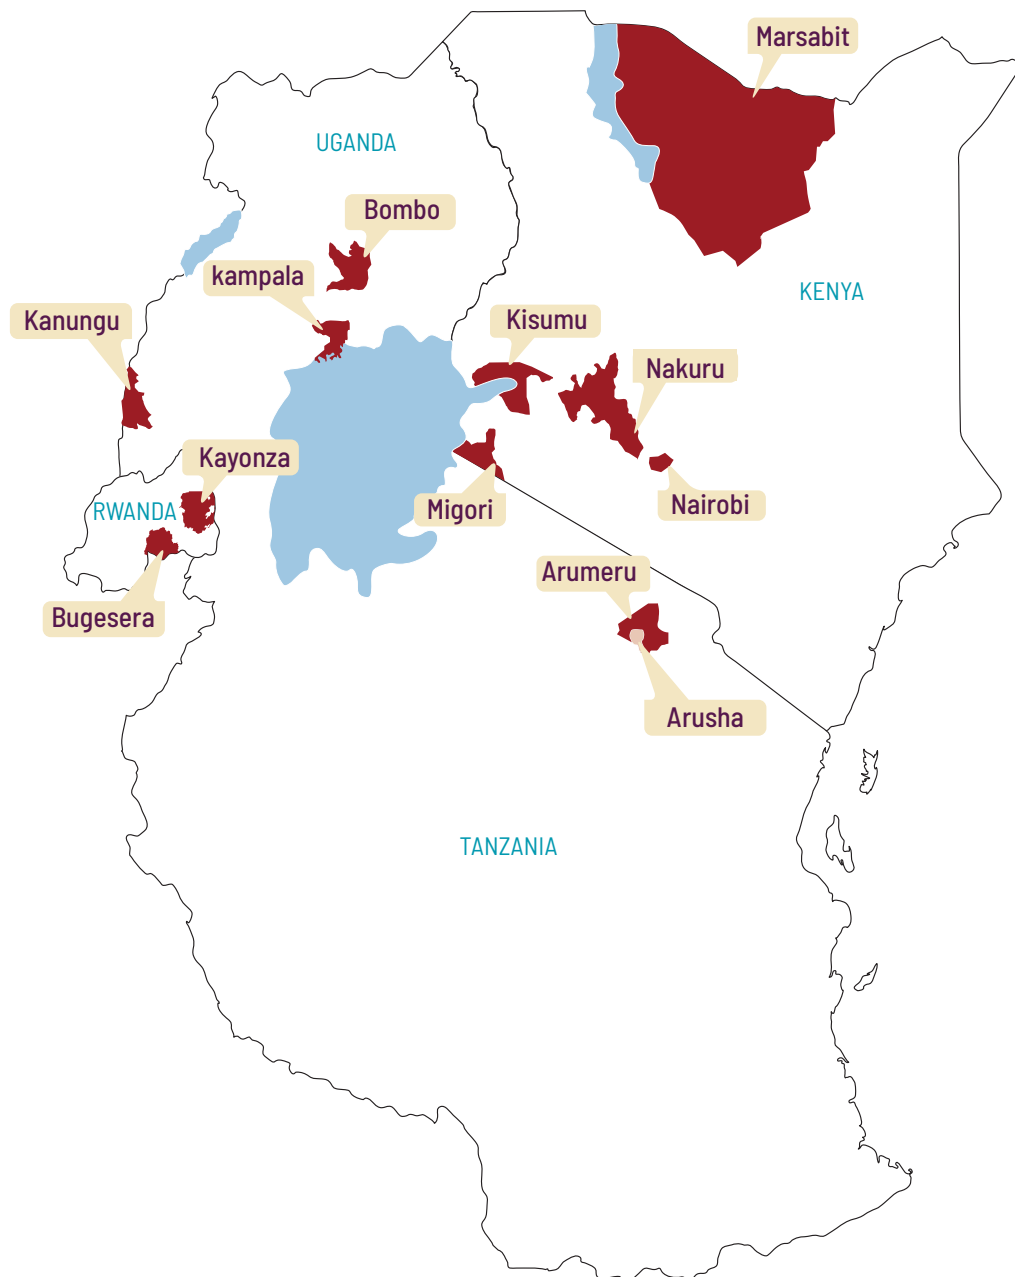 Marsabit
UGANDA
Bombo
kampala
KENYA
Kanungu
Kisumu
Nakuru
Kayonza
Nairobi
RWANDA
Migori
Arumeru
Bugesera
Arusha
TANZANIA